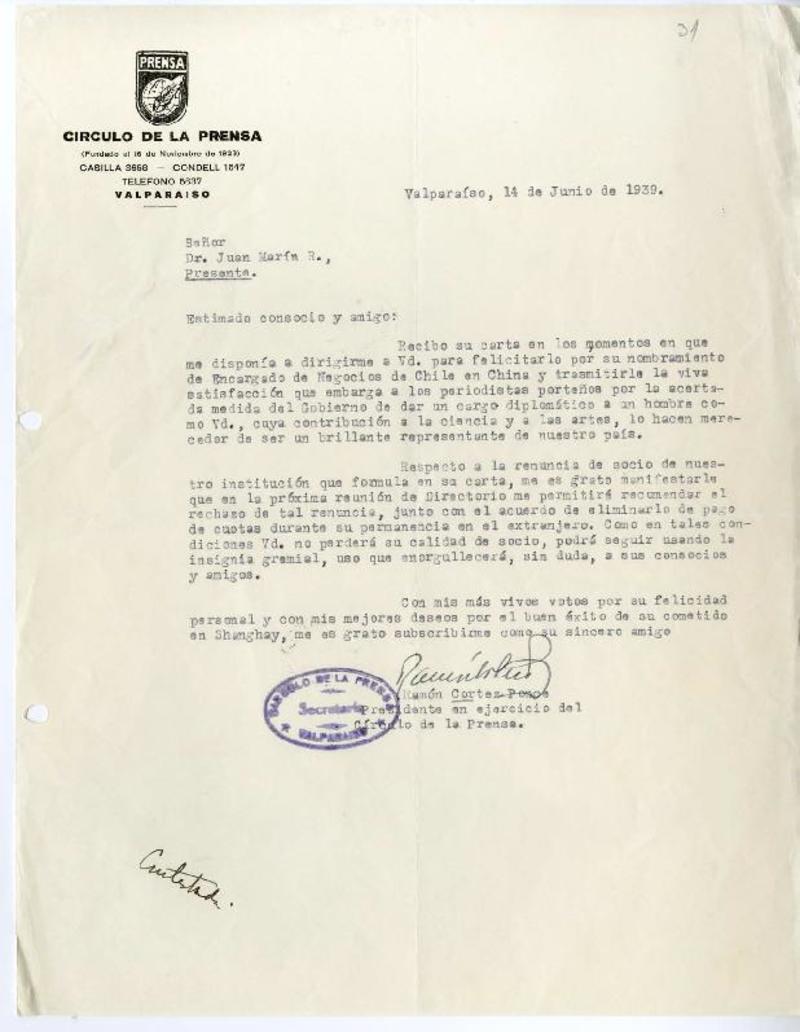 31
PRENSA
CIRCULO DE LA PRENSA
(Fundado el 16 de Noviembre de 1923)
CASILLA 3668 — CONDELL 1547
TELEFONO 5337
VALPARAISO
Valparaíso, 14 de Junio de 1939.
Señor
Dr. Juan Marín R.,
Presente.
Estimado consocio y amigo:
Recibo su carta en los momentos en que
me disponía a dirigirme a Vd. para felicitarlo por su nombramiento
de Encargado de Negocios de Chile en China y trasmitirle la viva
satisfacción que embarga a los periodistas porteños por la acerta-
da medida del Gobierno de dar un cargo diplomático a un hombre co-
mo Vd., cuya contribución a la ciencia y a las artes, lo hacen mere-
cedor de ser un brillante representante de nuestro país.
Respecto a la renuncia de socio de nues-
tro institución que formula en su carta, me es grato manifestarle
que en la próxima reunión de Directorio me permitiré recomendar el
rechazo de tal renuncia, junto con el acuerdo de eliminarlo de pago
de cuotas durante su permanencia en el extranjero. Como en tales con-
diciones Vd. no perderá su calidad de socio, podrá seguir usando la
insignia gremial, uso que enorgullecerá, sin duda, a sus consocios
y amigos.
Con mis más vivos votos por su felicidad
personal y con mis mejores deseos por el buen éxito de su cometido
en Shanghay, me es grato subscribirme como su sincero amigo
Ramón Cortez Ponce
Presidente en ejercicio del
Círculo de la Prensa.
CIRCULO DE LA PRENSA
Secretaría
VALPARAISO
Contestada.